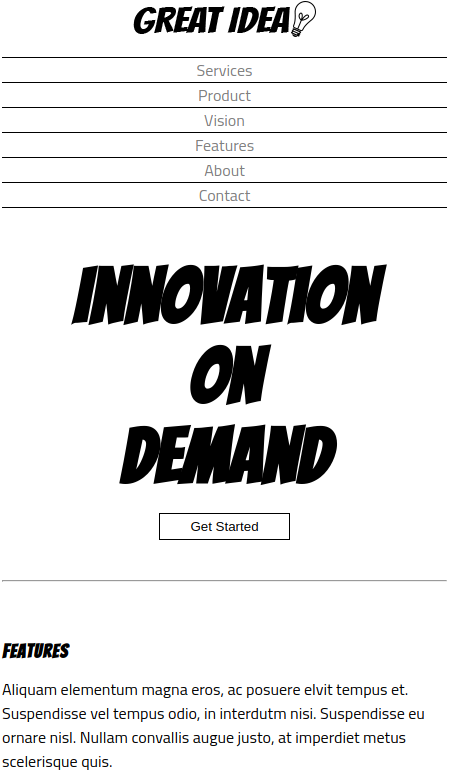 GREAT IDEA
Services
Product
Vision
Features
About
Contact
INNOVATION
ON
DEMAND
Get Started
FEATURES
Aliquam elementum magna eros, ac posuere elvit tempus et.
Suspendisse vel tempus odio, in interdutm nisi. Suspendisse eu
ornare nisl. Nullam convallis augue justo, at imperdiet metus
scelerisque quis.